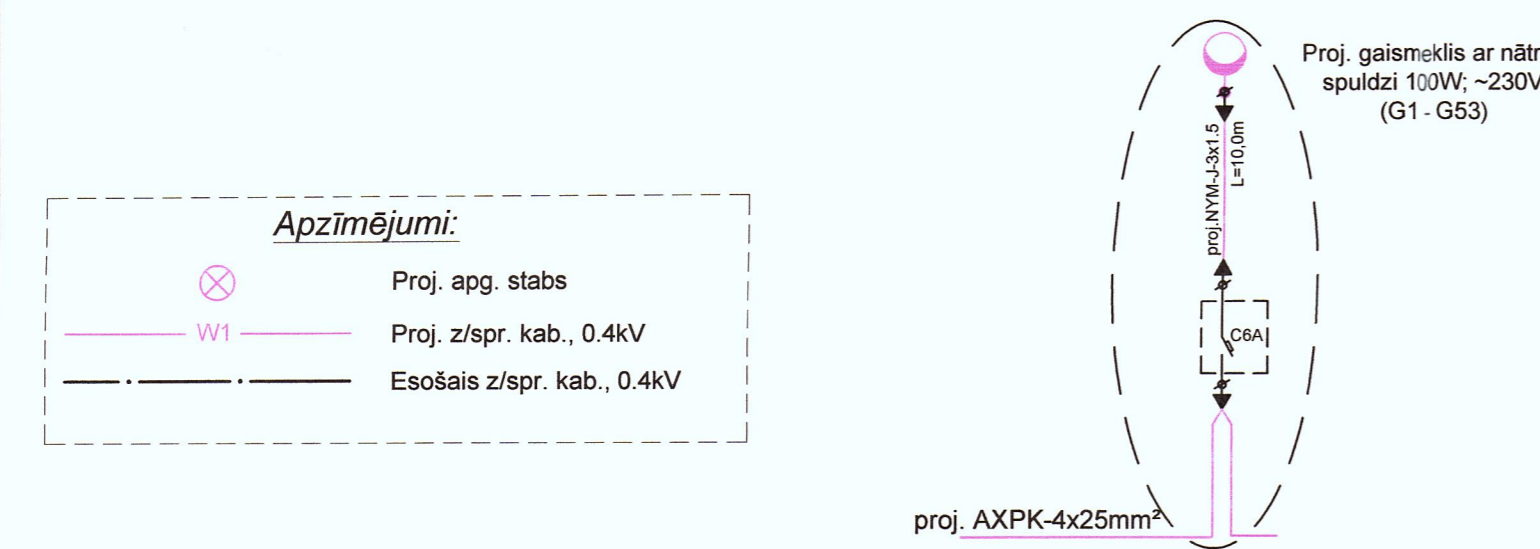 Apzīmējumi:
Proj. apg. stabs
W1
Proj. z/spr. kab., 0.4kV
Esošais z/spr. kab., 0.4kV
Proj. gaismeklis ar nātr
spuldzi 100W; ~230V
(G1 - G53)
proj.NYM-J-3x1.5
L=10,0m
C6A
proj. AXPK-4x25mm²